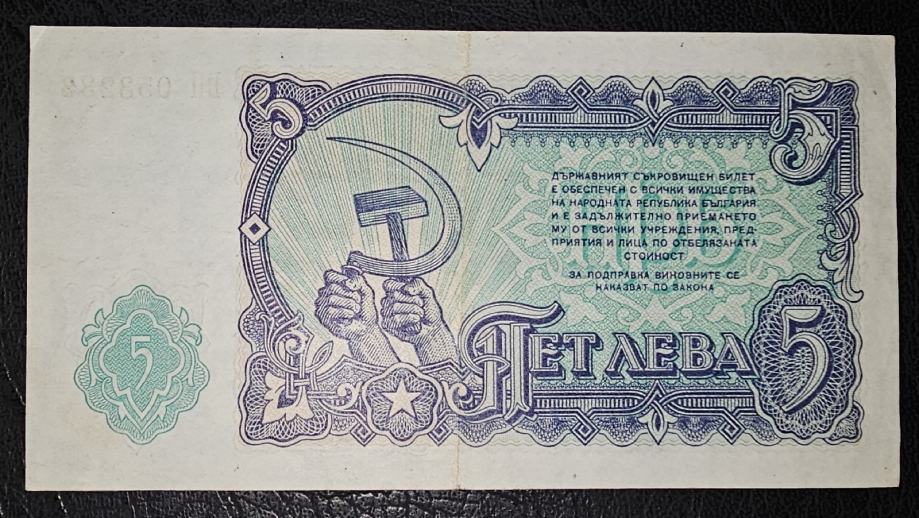 5
5
ДЪРЖАВНИЯТ СЪКРОВИЩЕН БИЛЕТ
Е ОБЕСПЕЧЕН С ВСИЧКИ ИМУЩЕСТВА
НА НАРОДНАТА РЕПУБЛИКА БЪЛГАРИЯ
И Е ЗАДЪЛЖИТЕЛНО ПРИЕМАНЕТО
МУ ОТ ВСИЧКИ УЧРЕЖДЕНИЯ, ПРЕД-
ПРИЯТИЯ И ЛИЦА ПО ОТБЕЛЯЗАНАТА
СТОЙНОСТ
ЗА ПОДПРАВКА ВИНОВНИТЕ СЕ
НАКАЗВАТ ПО ЗАКОНА
5
ПЕТ ЛЕВА
5